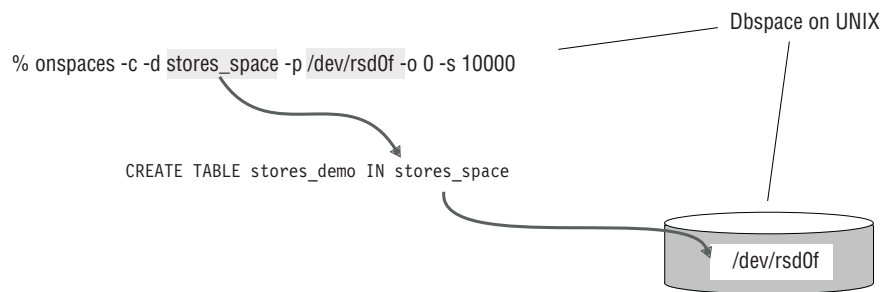 Dbspace on UNIX
% onspaces -c -d stores_space -p /dev/rsd0f -o 0 -s 10000
CREATE TABLE stores_demo IN stores_space
/dev/rsd0f